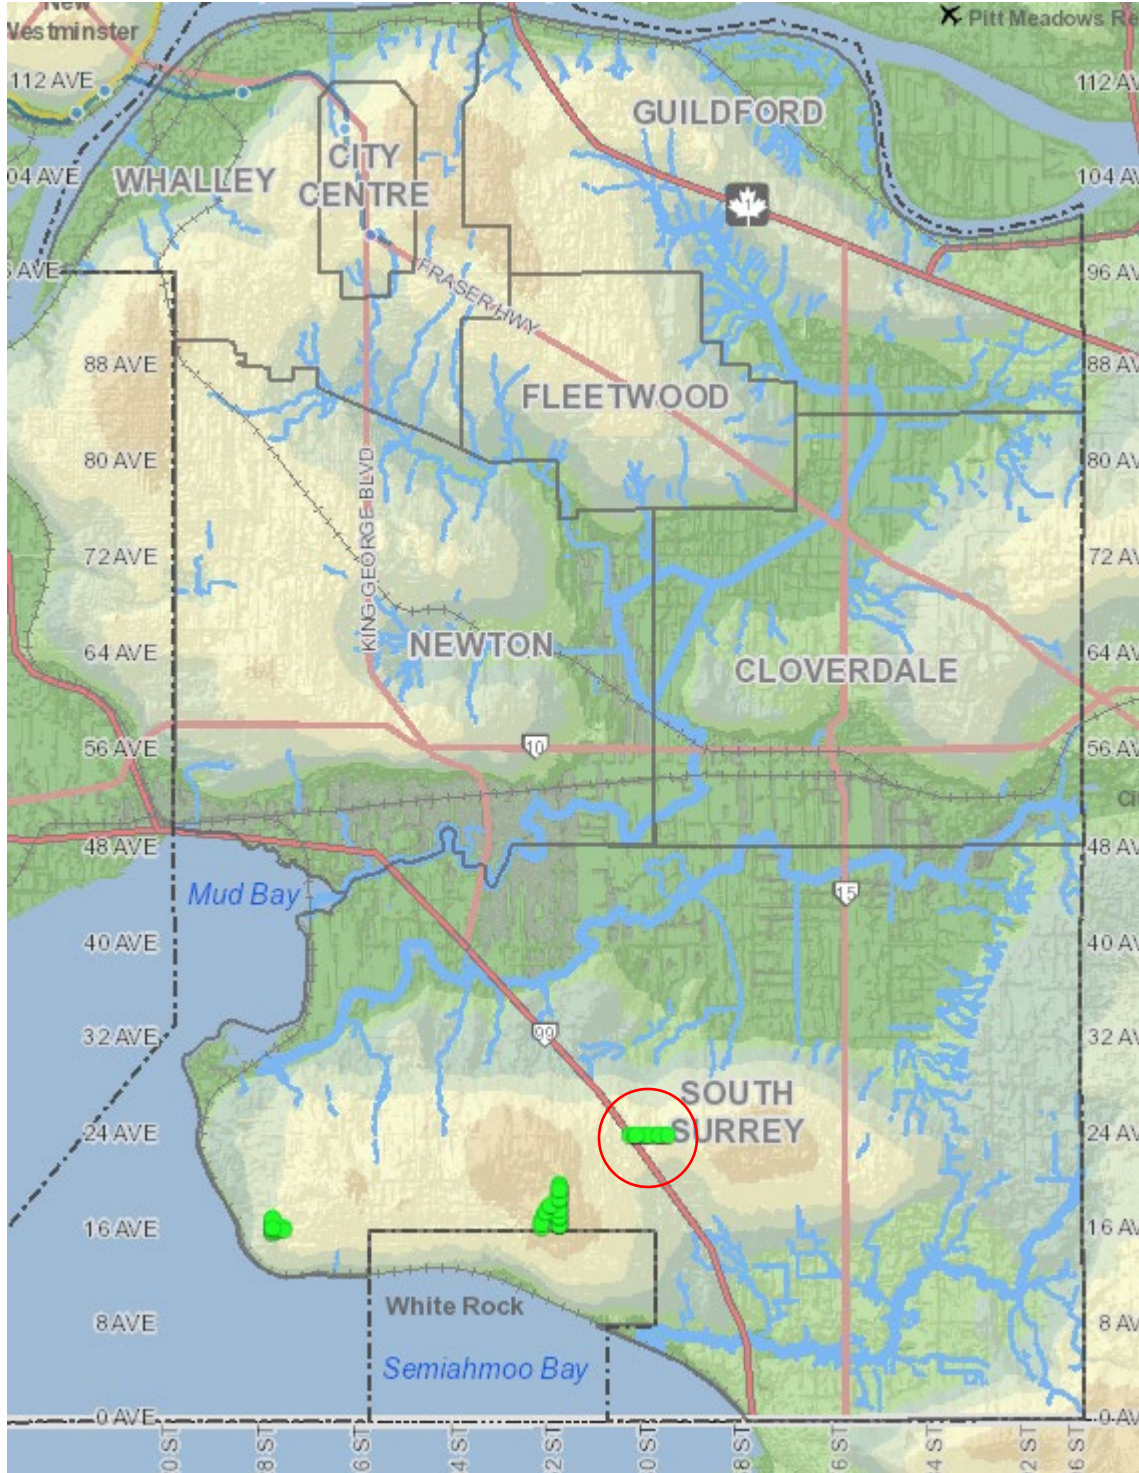 New
Westminster
Pitt Meadows Re
112 AVE
112 AV
GUILDFORD
CITY
CENTRE
WHALLEY
04 AVE
104 AV
1
AVE
96 AV
FRASER HWY
88 AVE
88 AV
FLEETWOOD
80 AVE
80 AV
KING GEORGE BLVD
72 AVE
72 AV
NEWTON
64 AVE
64 AV
CLOVERDALE
56 AVE
10
56 AV
Ci
48 AVE
48 AV
Mud Bay
15
40 AVE
40 AV
32 AVE
99
32 AV
SOUTH
SURREY
24 AVE
24 AV
16 AVE
16 AV
White Rock
8 AVE
8 AV
Semiahmoo Bay
0 AVE
0 AV
0 ST
8 ST
6 ST
4 ST
2 ST
0 ST
8 ST
6 ST
4 ST
2 ST
6 ST